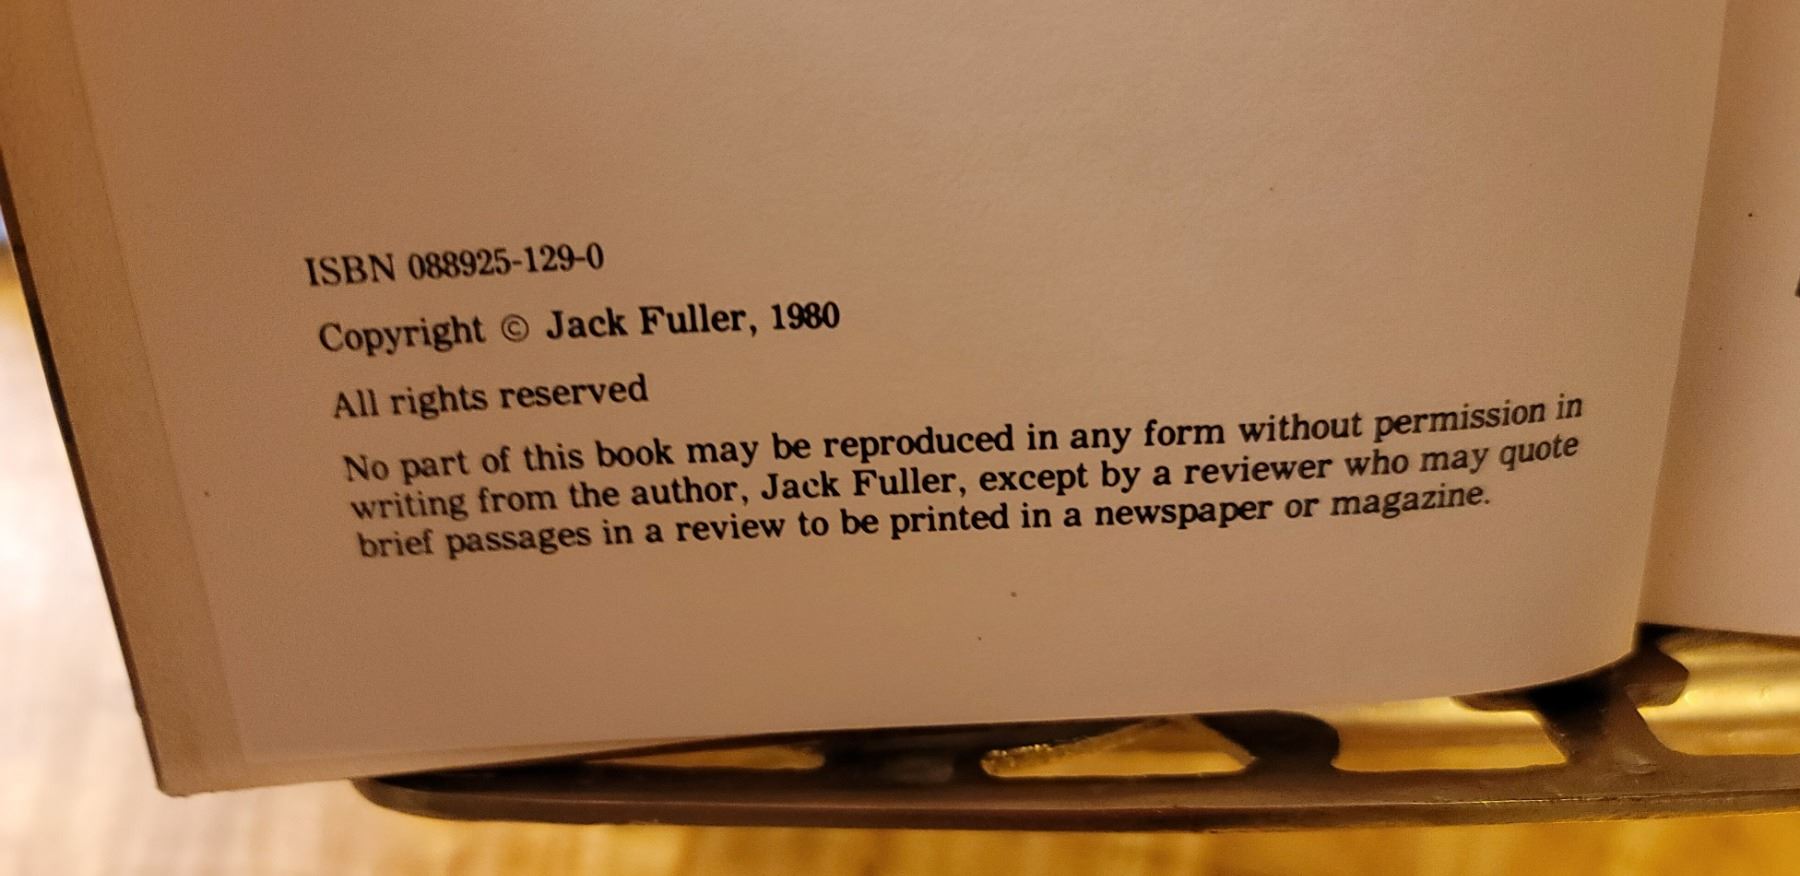 ISBN 088925-129-0
Copyright © Jack Fuller, 1980
All rights reserved
No part of this book may be reproduced in any form without permission in
writing from the author, Jack Fuller, except by a reviewer who may quote
brief passages in a review to be printed in a newspaper or magazine.